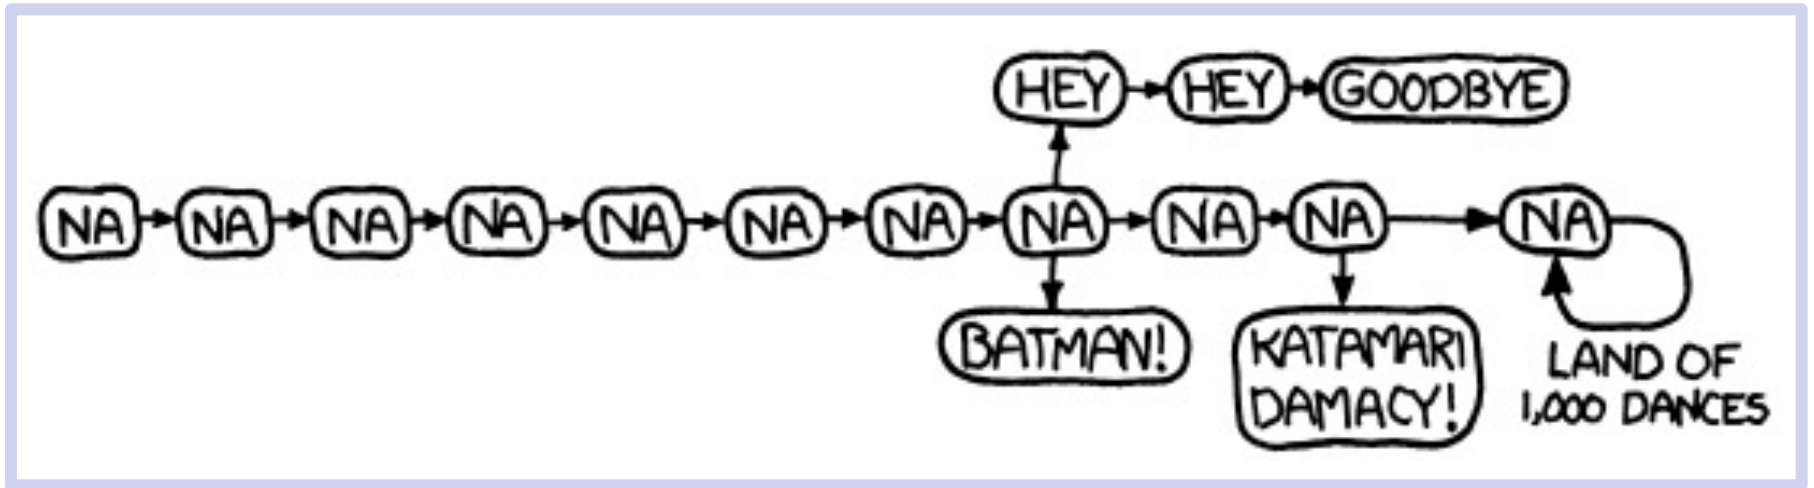 HEY HEY GOODBYE
NA NA NA NA NA NA NA NA NA NA NA
BATMAN!
KATAMARI
DAMACY!
LAND OF
1,000 DANCES